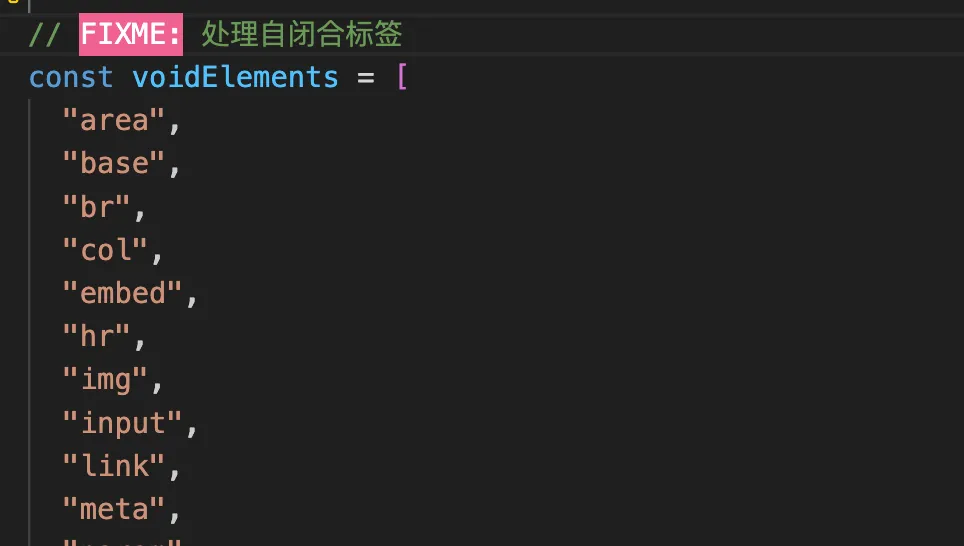 // FIXME: 处理自闭合标签
const voidElements = [
"area",
"base",
"br",
"col",
"embed",
"hr",
"img",
"input",
"link",
"meta",